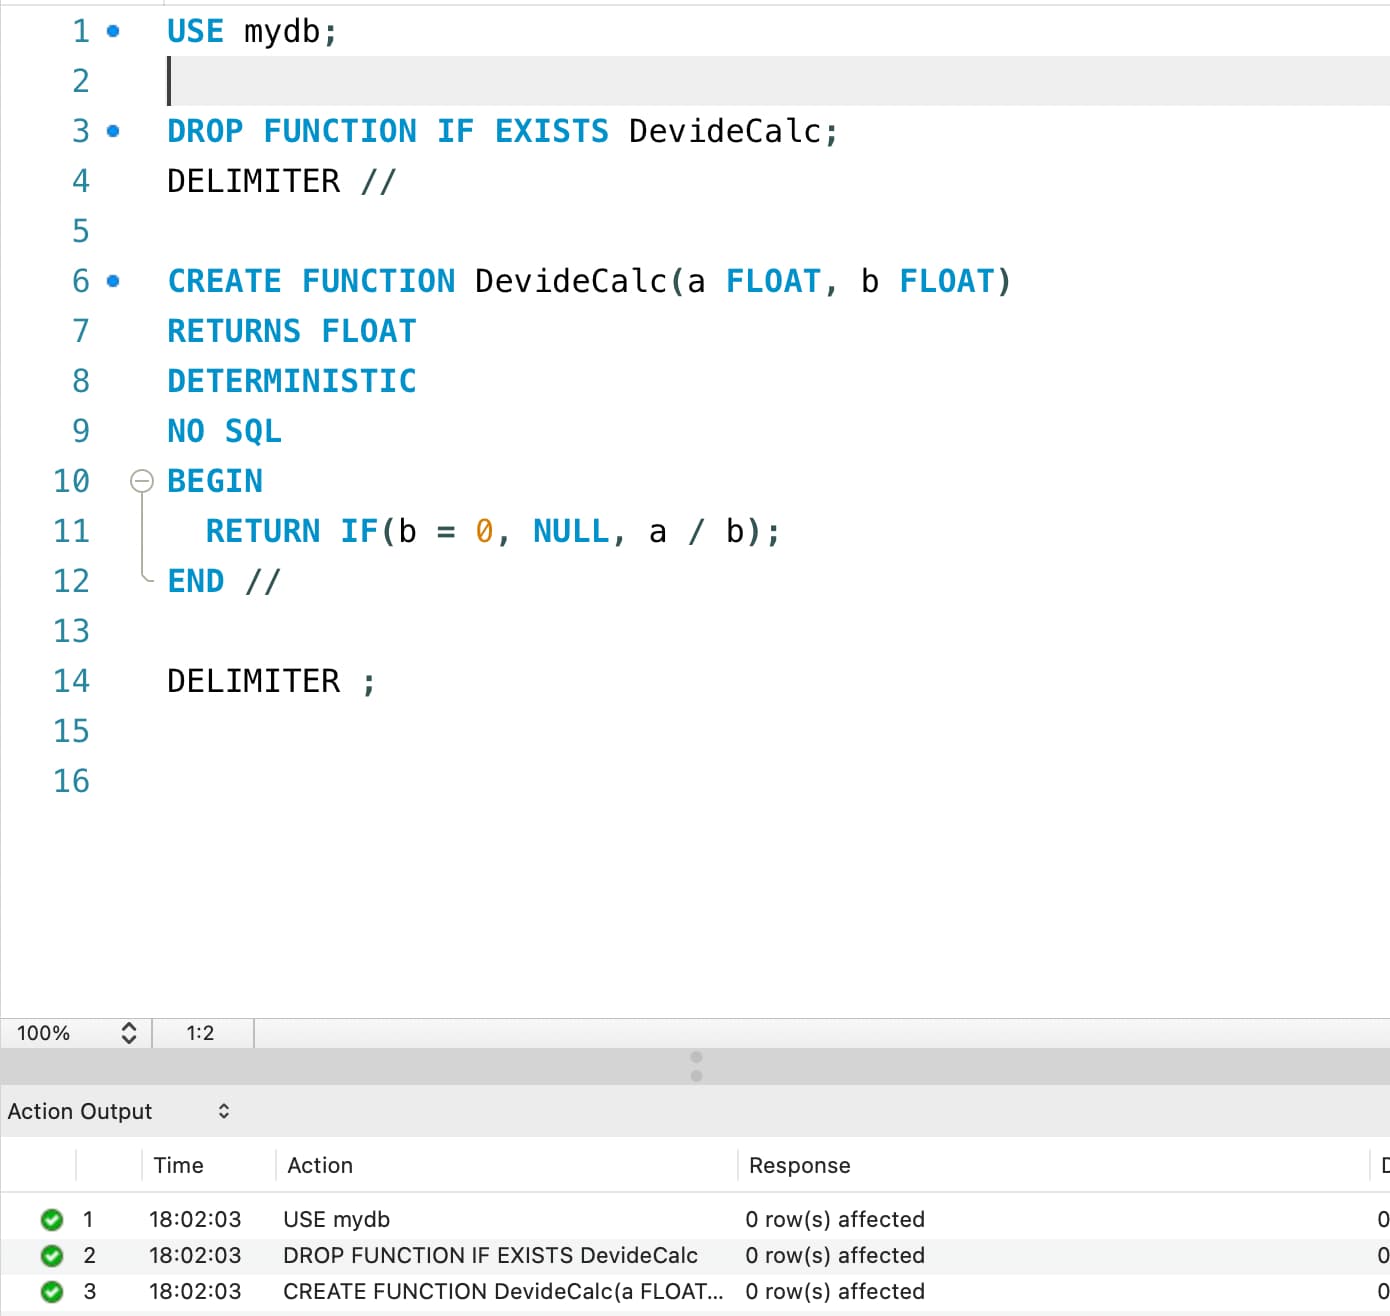 1 USE mydb;
2
3 DROP FUNCTION IF EXISTS DevideCalc;
4 DELIMITER //
5
6 CREATE FUNCTION DevideCalc(a FLOAT, b FLOAT)
7 RETURNS FLOAT
8 DETERMINISTIC
9 NO SQL
10 BEGIN
11 RETURN IF(b = 0, NULL, a / b);
12 END //
13
14 DELIMITER ;
15
16
100% 1:2
Action Output
Time Action Response
1 18:02:03 USE mydb 0 row(s) affected 0
2 18:02:03 DROP FUNCTION IF EXISTS DevideCalc 0 row(s) affected 0
3 18:02:03 CREATE FUNCTION DevideCalc(a FLOAT... 0 row(s) affected 0